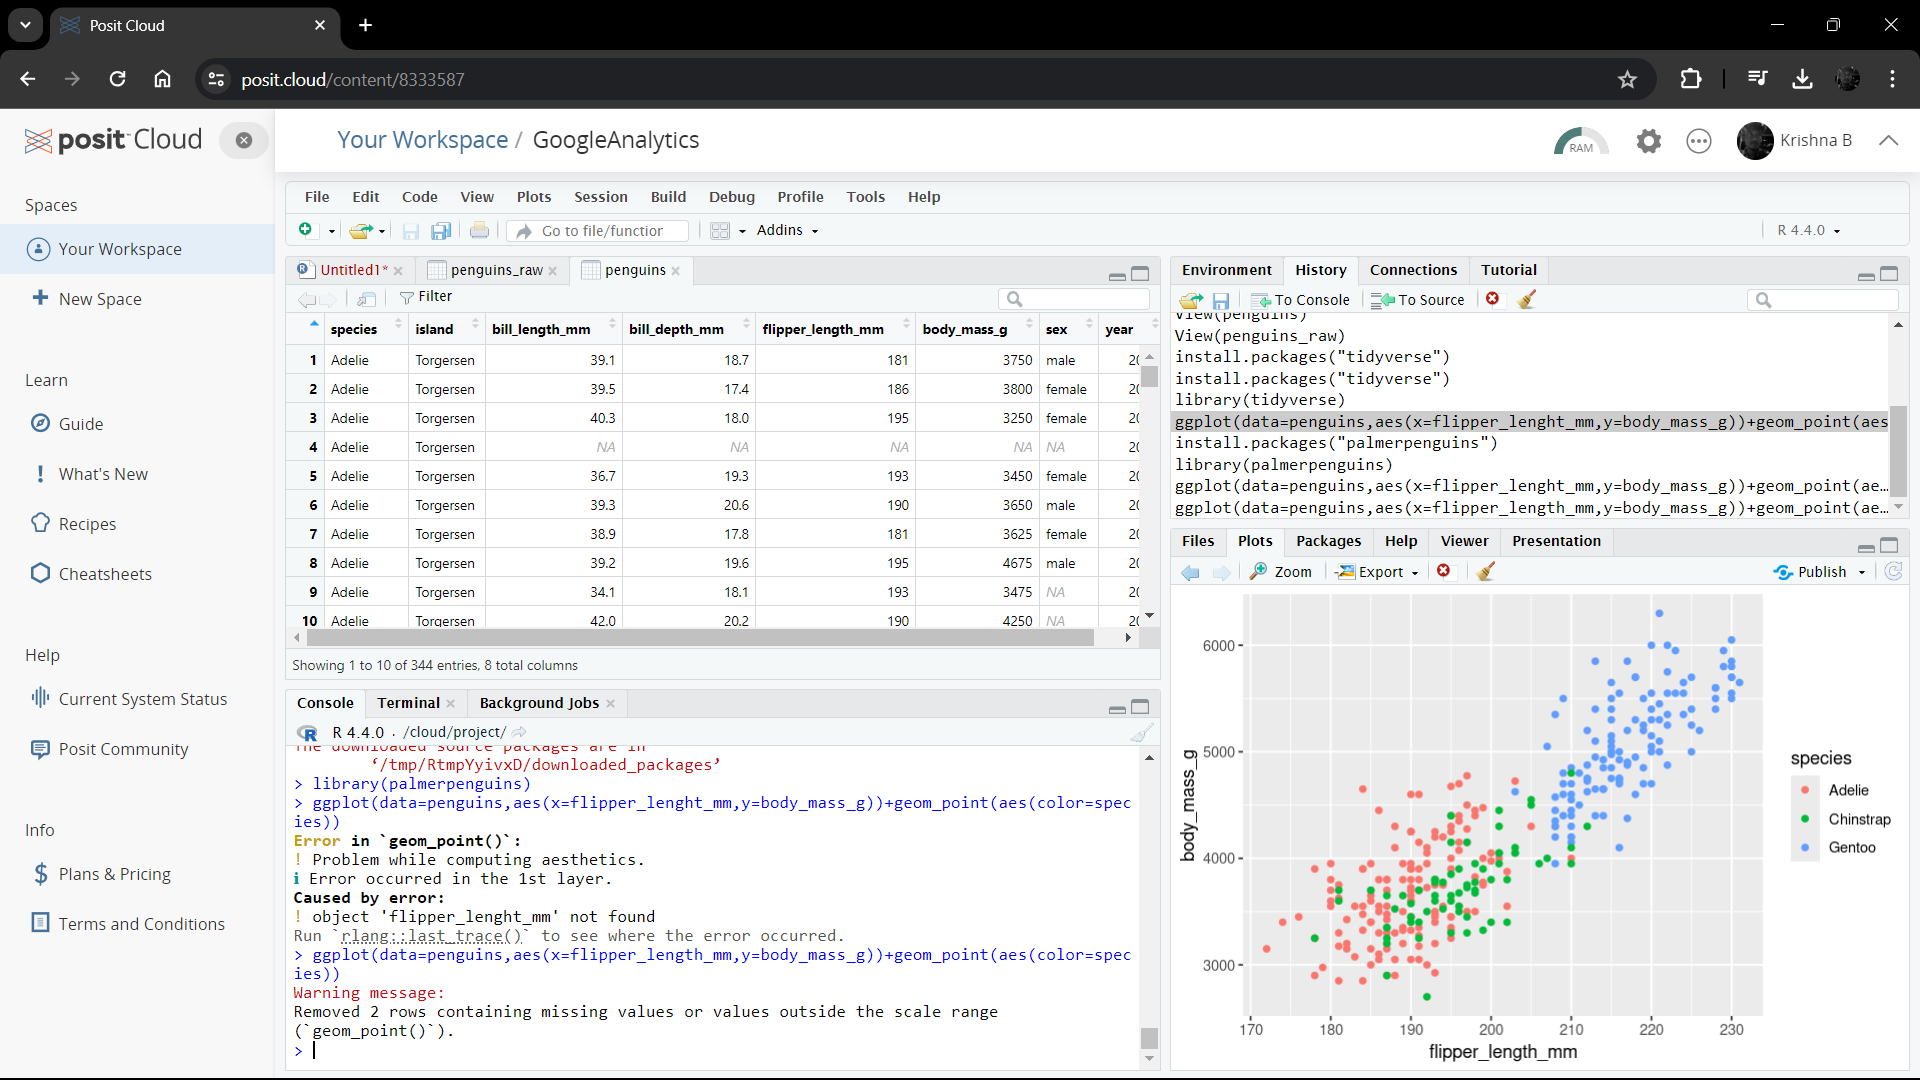 Posit Cloud
posit.cloud/content/8333587
posit Cloud
Your Workspace / GoogleAnalytics
RAM
Krishna B
Spaces
Your Workspace
New Space
Learn
Guide
What's New
Recipes
Cheatsheets
Help
Current System Status
Posit Community
Info
Plans & Pricing
Terms and Conditions
File Edit Code View Plots Session Build Debug Profile Tools Help
Go to file/function Addins R 4.4.0
Untitled1* penguins_raw penguins
Filter
species island bill_length_mm bill_depth_mm flipper_length_mm body_mass_g sex year
1 Adelie Torgersen 39.1 18.7 181 3750 male 20
2 Adelie Torgersen 39.5 17.4 186 3800 female 20
3 Adelie Torgersen 40.3 18.0 195 3250 female 20
4 Adelie Torgersen NA NA NA NA NA 20
5 Adelie Torgersen 36.7 19.3 193 3450 female 20
6 Adelie Torgersen 39.3 20.6 190 3650 male 20
7 Adelie Torgersen 38.9 17.8 181 3625 female 20
8 Adelie Torgersen 39.2 19.6 195 4675 male 20
9 Adelie Torgersen 34.1 18.1 193 3475 NA 20
10 Adelie Torgersen 42.0 20.2 190 4250 NA 20
Showing 1 to 10 of 344 entries, 8 total columns
Console Terminal Background Jobs
R 4.4.0 · /cloud/project/
The downloaded source packages are in
‘/tmp/RtmpYyivxD/downloaded_packages’
> library(palmerpenguins)
> ggplot(data=penguins,aes(x=flipper_lenght_mm,y=body_mass_g))+geom_point(aes(color=spec
ies))
Error in `geom_point()`:
! Problem while computing aesthetics.
ℹ Error occurred in the 1st layer.
Caused by error:
! object 'flipper_lenght_mm' not found
Run `rlang::last_trace()` to see where the error occurred.
> ggplot(data=penguins,aes(x=flipper_length_mm,y=body_mass_g))+geom_point(aes(color=spec
ies))
Warning message:
Removed 2 rows containing missing values or values outside the scale range
(`geom_point()`).
>
Environment History Connections Tutorial
To Console To Source
View(penguins)
View(penguins_raw)
install.packages("tidyverse")
install.packages("tidyverse")
library(tidyverse)
ggplot(data=penguins,aes(x=flipper_lenght_mm,y=body_mass_g))+geom_point(aes
install.packages("palmerpenguins")
library(palmerpenguins)
ggplot(data=penguins,aes(x=flipper_lenght_mm,y=body_mass_g))+geom_point(ae…
ggplot(data=penguins,aes(x=flipper_length_mm,y=body_mass_g))+geom_point(ae…
Files Plots Packages Help Viewer Presentation
Zoom Export Publish
6000
5000
4000
3000
body_mass_g
170 180 190 200 210 220 230
flipper_length_mm
species
Adelie
Chinstrap
Gentoo